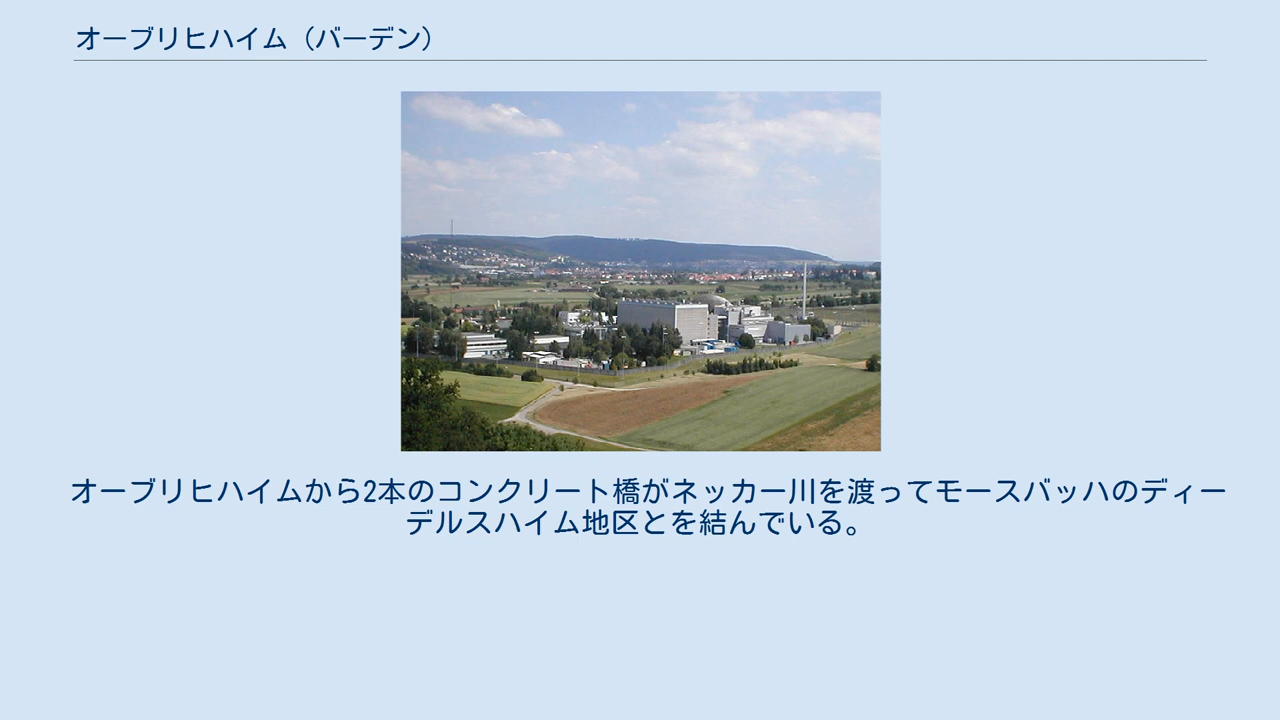 オーブリヒハイム（バーデン）
オーブリヒハイムから2本のコンクリート橋がネッカー川を渡ってモースバッハのディー
デルスハイム地区とを結んでいる。